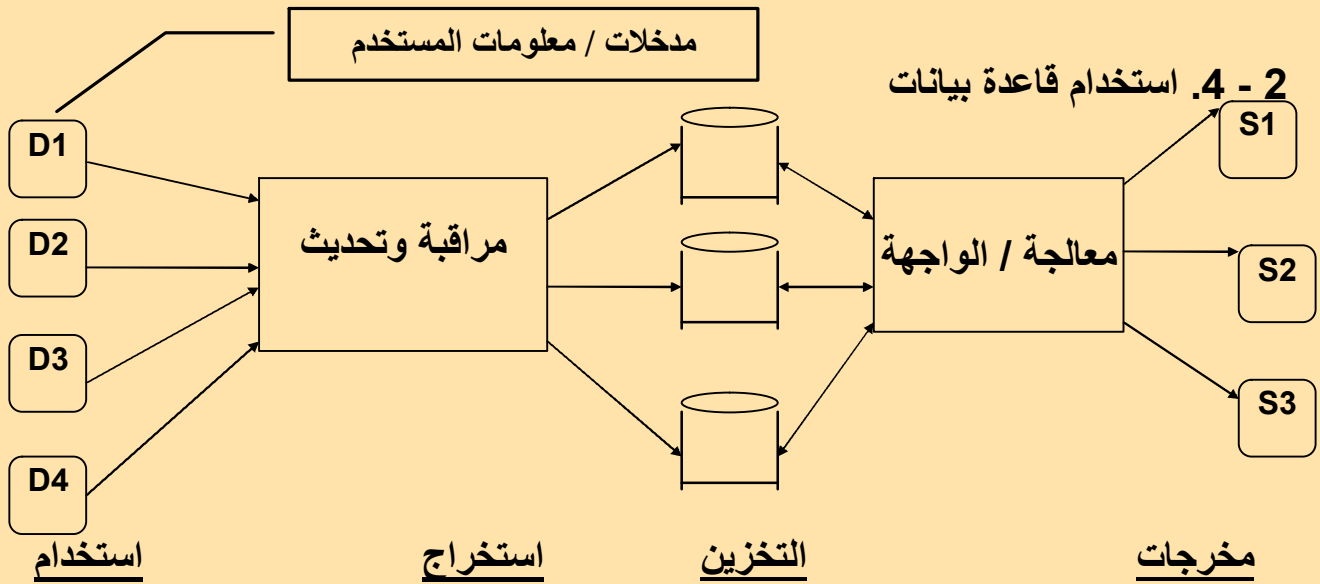 مدخلات / معلومات المستخدم
2 - 4. استخدام قاعدة بيانات
D1
D2
D3
D4
مراقبة وتحديث
معالجة / الواجهة
S1
S2
S3
استخدام
استخراج
التخزين
مخرجات